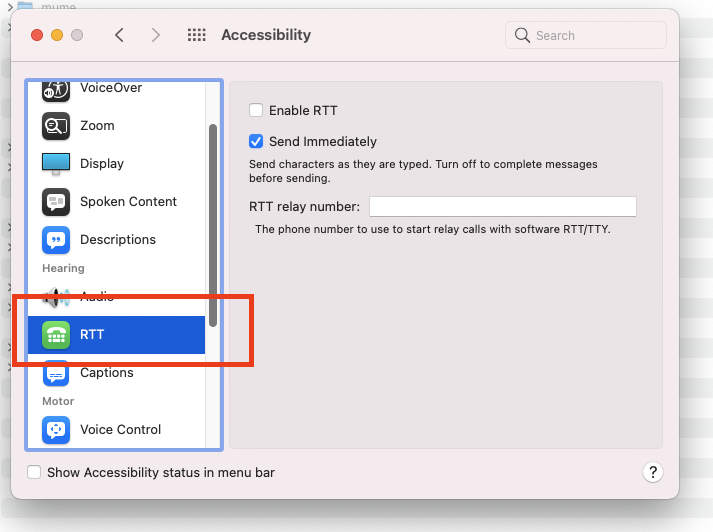 mume
Accessibility
Search
VoiceOver
Zoom
Display
Spoken Content
Descriptions
Hearing
Audio
RTT
Captions
Motor
Voice Control
Enable RTT
Send Immediately
Send characters as they are typed. Turn off to complete messages
before sending.
RTT relay number:
The phone number to use to start relay calls with software RTT/TTY.
Show Accessibility status in menu bar
?